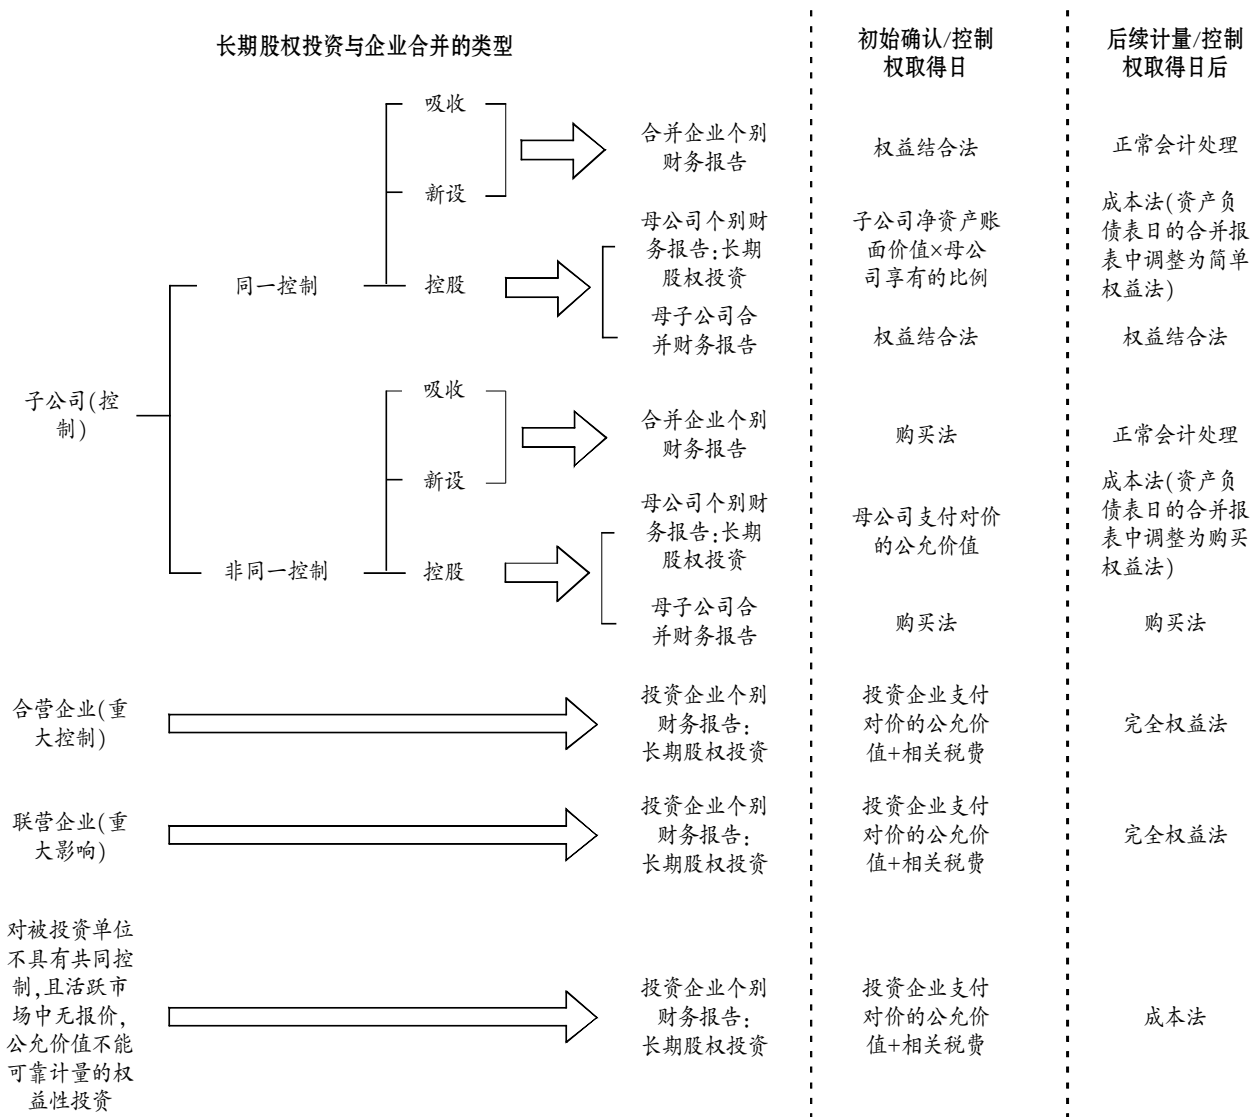 长期股权投资与企业合并的类型
初始确认/控制
权取得日
后续计量/控制
权取得日后
吸收
新设
合并企业个别
财务报告
权益结合法
正常会计处理
同一控制
控股
母公司个别财
务报告:长期
股权投资
子公司净资产账
面价值×母公
司享有的比例
成本法(资产负
债表日的合并报
表中调整为简单
权益法)
母子公司合
并财务报告
权益结合法
权益结合法
子公司(控
制)
吸收
新设
合并企业个别
财务报告
购买法
正常会计处理
非同一控制
控股
母公司个别财
务报告:长期
股权投资
母公司支付对价
的公允价值
成本法(资产负
债表日的合并报
表中调整为购买
权益法)
母子公司合
并财务报告
购买法
购买法
合营企业(重
大控制)
投资企业个别
财务报告:
长期股权投资
投资企业支付
对价的公允价
值+相关税费
完全权益法
联营企业(重
大影响)
投资企业个别
财务报告:
长期股权投资
投资企业支付
对价的公允价
值+相关税费
完全权益法
对被投资单位
不具有共同控
制,且活跃市
场中无报价,
公允价值不能
可靠计量的权
益性投资
投资企业个别
财务报告:
长期股权投资
投资企业支付
对价的公允价
值+相关税费
成本法